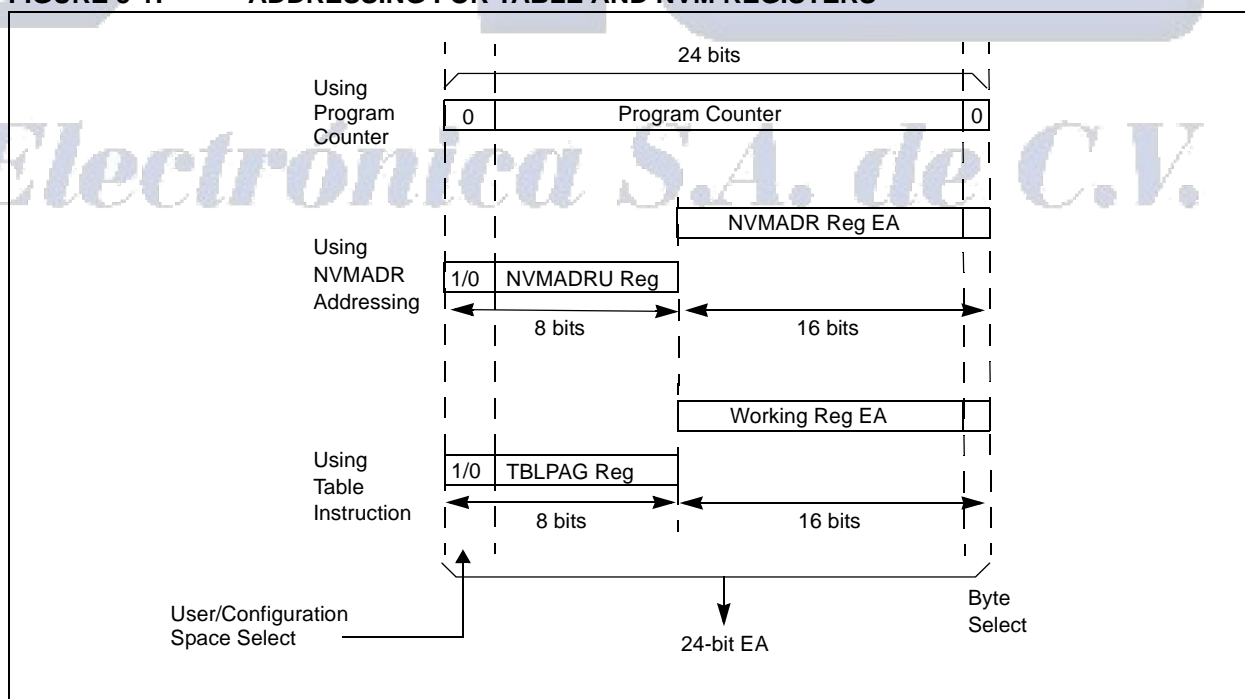 ADDRESSING FOR TABLE AND NVM REGISTERS
24 bits
Using
Program
Counter
0
Program Counter
0
Electrónica S.A. de C.V.
NVMADR Reg EA
Using
NVMADR
Addressing
1/0
NVMADRU Reg
8 bits
16 bits
Working Reg EA
Using
Table
Instruction
1/0
TBLPAG Reg
8 bits
16 bits
User/Configuration
Space Select
24-bit EA
Byte
Select